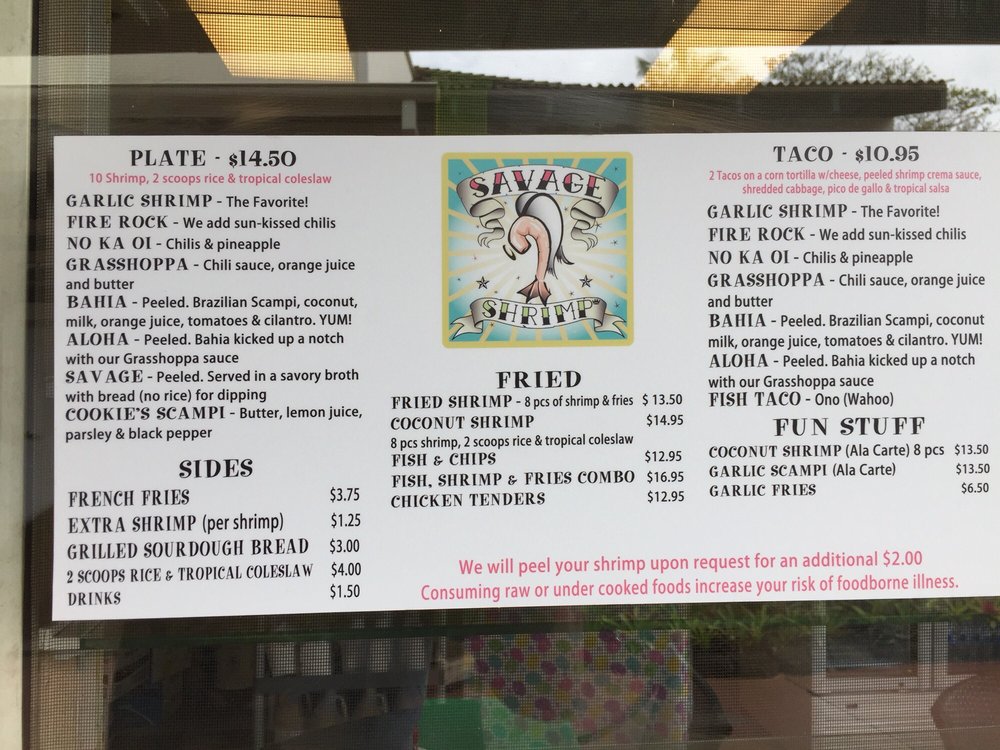 PLATE - $14.50
10 Shrimp, 2 scoops rice & tropical coleslaw
GARLIC SHRIMP - The Favorite!
FIRE ROCK - We add sun-kissed chilis
NO KA OI - Chilis & pineapple
GRASSHOPPA - Chili sauce, orange juice
and butter
BAHIA - Peeled. Brazilian Scampi, coconut,
milk, orange juice, tomatoes & cilantro. YUM!
ALOHA - Peeled. Bahia kicked up a notch
with our Grasshoppa sauce
SAVAGE - Peeled. Served in a savory broth
with bread (no rice) for dipping
COOKIE'S SCAMPI - Butter, lemon juice,
parsley & black pepper
SIDES
FRENCH FRIES $3.75
EXTRA SHRIMP (per shrimp) $1.25
GRILLED SOURDOUGH BREAD $3.00
2 SCOOPS RICE & TROPICAL COLESLAW $4.00
DRINKS $1.50
SAVAGE
SHRIMP
FRIED
FRIED SHRIMP - 8 pcs of shrimp & fries $ 13.50
COCONUT SHRIMP $14.95
8 pcs shrimp, 2 scoops rice & tropical coleslaw
FISH & CHIPS $12.95
FISH, SHRIMP & FRIES COMBO $16.95
CHICKEN TENDERS $12.95
TACO - $10.95
2 Tacos on a corn tortilla w/cheese, peeled shrimp crema sauce,
shredded cabbage, pico de gallo & tropical salsa
GARLIC SHRIMP - The Favorite!
FIRE ROCK - We add sun-kissed chilis
NO KA OI - Chilis & pineapple
GRASSHOPPA - Chili sauce, orange juice
and butter
BAHIA - Peeled. Brazilian Scampi, coconut
milk, orange juice, tomatoes & cilantro. YUM!
ALOHA - Peeled. Bahia kicked up a notch
with our Grasshoppa sauce
FISH TACO - Ono (Wahoo)
FUN STUFF
COCONUT SHRIMP (Ala Carte) 8 pcs $13.50
GARLIC SCAMPI (Ala Carte) $13.50
GARLIC FRIES $6.50
We will peel your shrimp upon request for an additional $2.00
Consuming raw or under cooked foods increase your risk of foodborne illness.